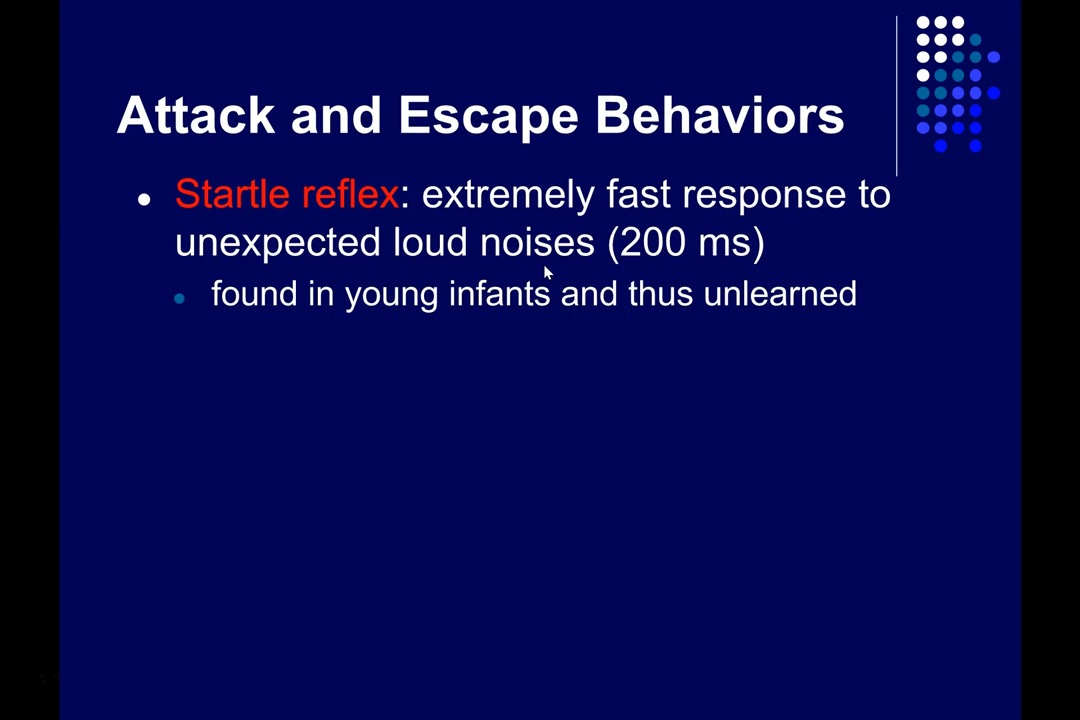 Attack and Escape Behaviors
Startle reflex: extremely fast response to
unexpected loud noises (200 ms)
found in young infants and thus unlearned